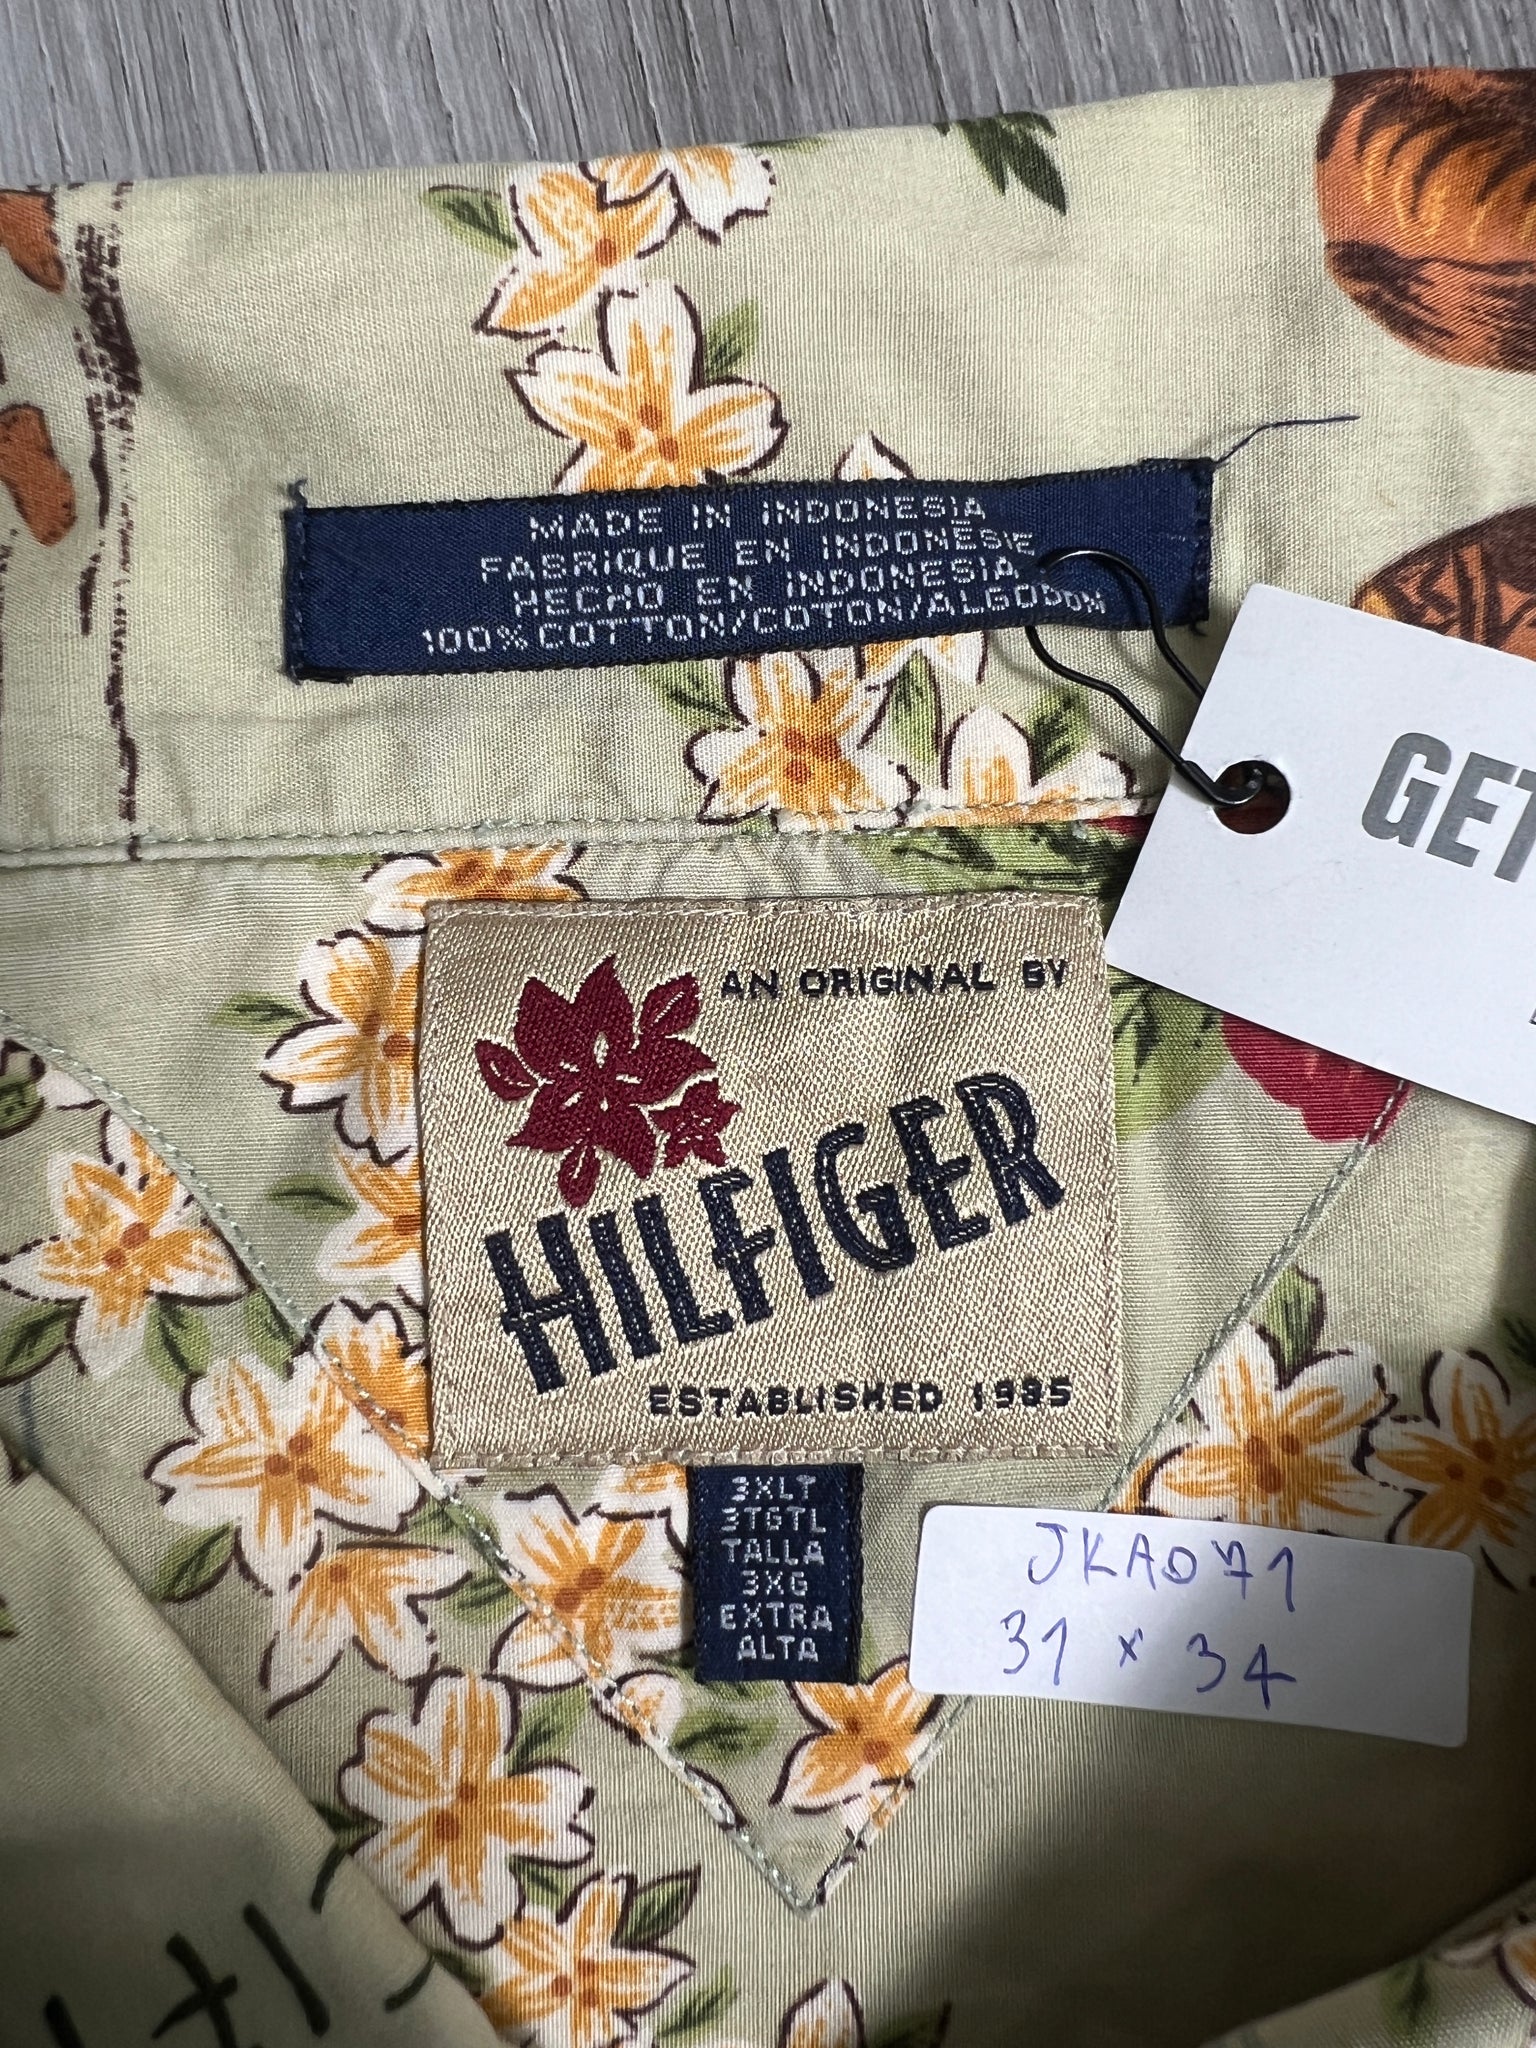 MADE IN INDONESIA
FABRIQUE EN INDONESIE
HECHO EN INDONESIA
100% COTTON/COTON/ALGODON
GET
AN ORIGINAL BY
HILFIGER
ESTABLISHED 1985
3XLT
3TGTL
TALLA
3XG
EXTRA
ALTA
JKA071
31 x 34